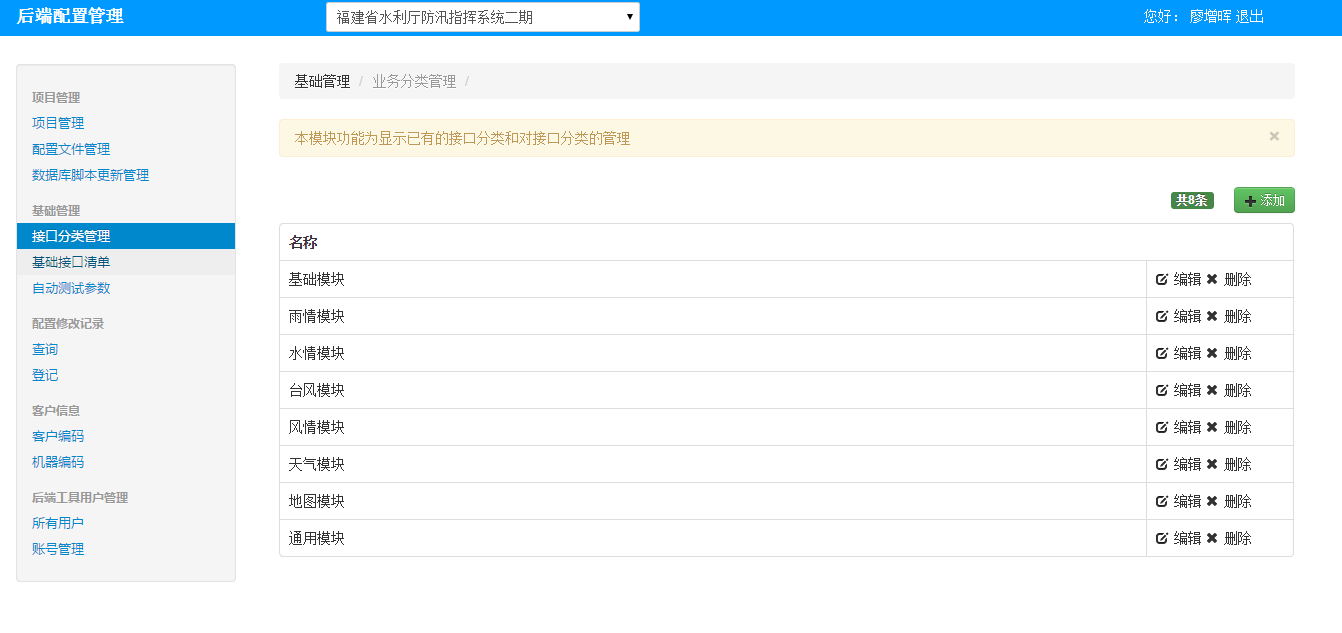 后端配置管理
福建省水利厅防汛指挥系统二期
您好： 廖增晖 退出
项目管理
项目管理
配置文件管理
数据库脚本更新管理
基础管理
接口分类管理
基础接口清单
自动测试参数
配置修改记录
查询
登记
客户信息
客户编码
机器编码
后端工具用户管理
所有用户
账号管理
基础管理 / 业务分类管理 /
本模块功能为显示已有的接口分类和对接口分类的管理 ×
共8条 添加
名称
基础模块 编辑 删除
雨情模块 编辑 删除
水情模块 编辑 删除
台风模块 编辑 删除
风情模块 编辑 删除
天气模块 编辑 删除
地图模块 编辑 删除
通用模块 编辑 删除